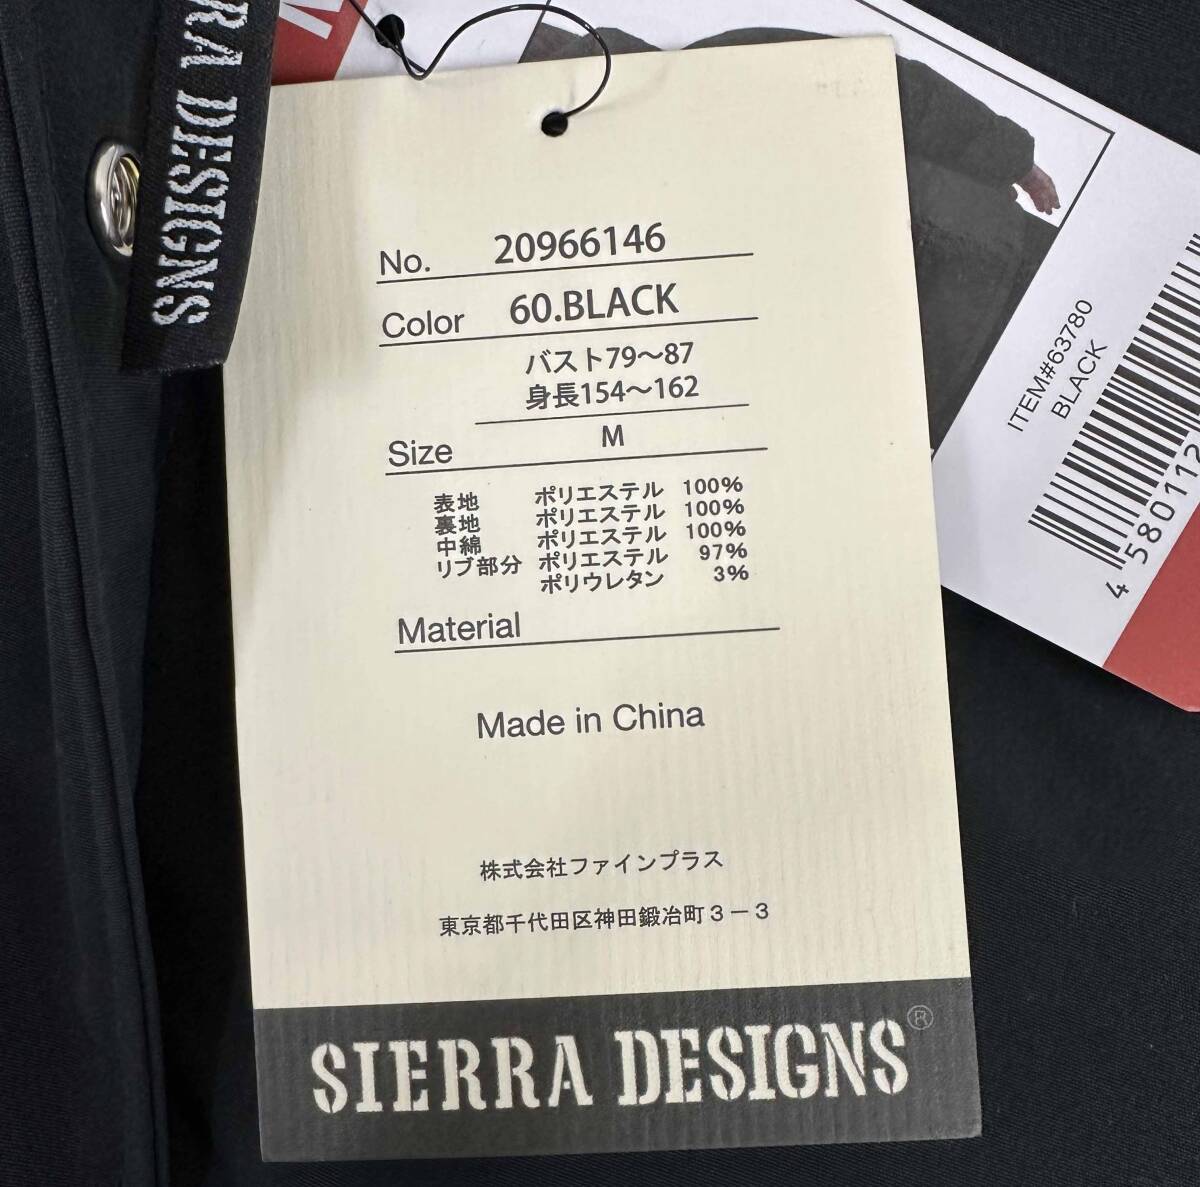 RA DESIGNS
No. 20966146
Color 60.BLACK
バスト79〜87
身長154〜162
Size M
表地 ポリエステル 100%
裏地 ポリエステル 100%
中綿 ポリエステル 100%
リブ部分 ポリエステル 97%
ポリウレタン 3%
Material
Made in China
株式会社ファインプラス
東京都千代田区神田鍛冶町3－3
SIERRA DESIGNS®
ITEM#63780
BLACK
4 580112